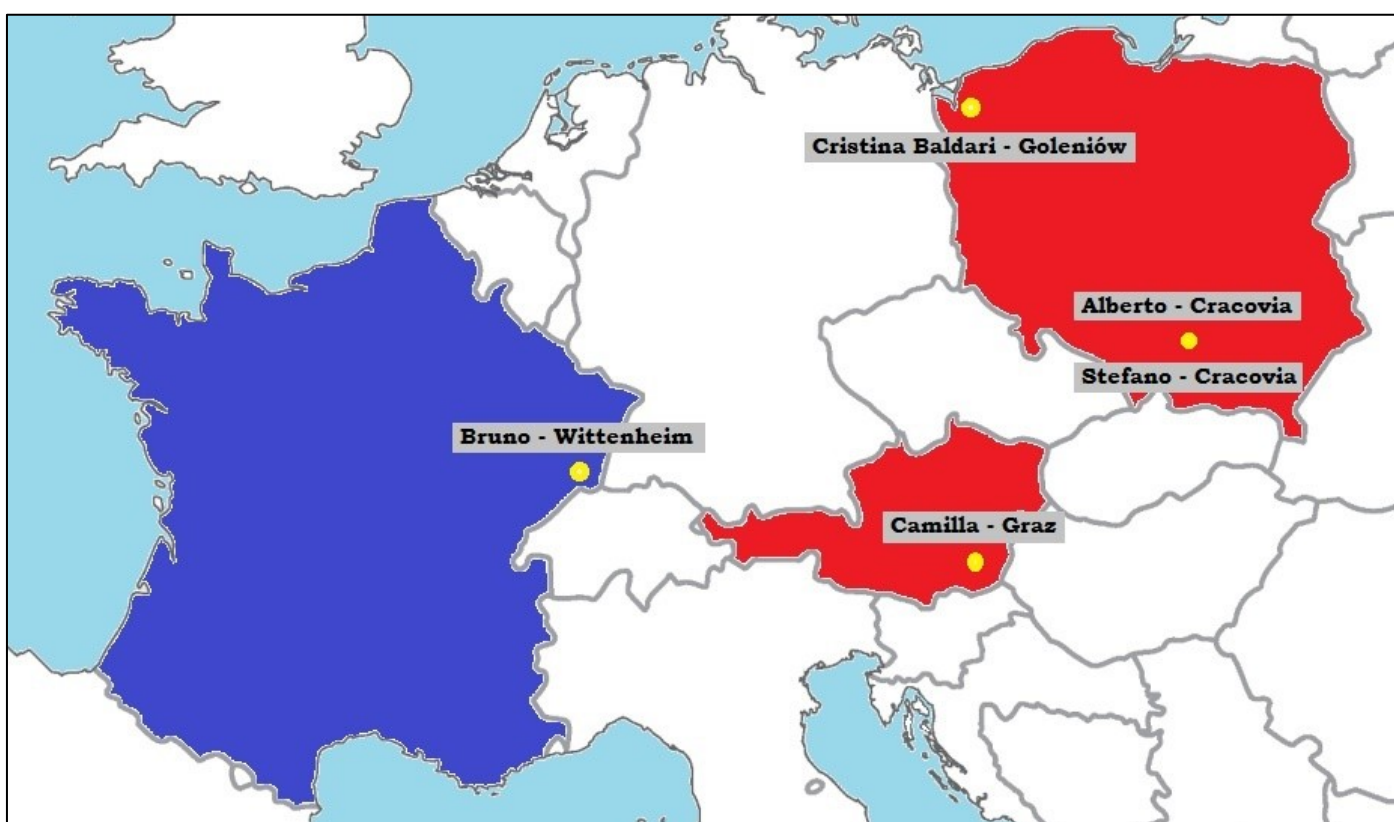 Cristina Baldari - Goleniów
Alberto - Cracovia
Stefano - Cracovia
Bruno - Wittenheim
Camilla - Graz